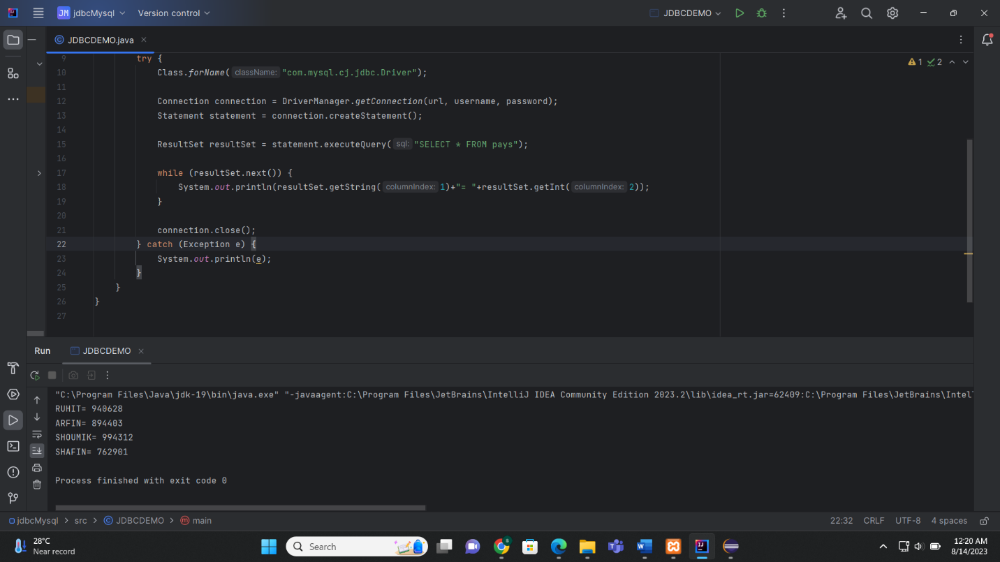 JM jdbcMysql Version control JDBCDEMO
JDBCDEMO.java
1 2
9 try {
10 Class.forName( className: "com.mysql.cj.jdbc.Driver");
11
12 Connection connection = DriverManager.getConnection(url, username, password);
13 Statement statement = connection.createStatement();
14
15 ResultSet resultSet = statement.executeQuery( sql: "SELECT * FROM pays");
16
17 while (resultSet.next()) {
18 System.out.println(resultSet.getString( columnIndex: 1)+"= "+resultSet.getInt( columnIndex: 2));
19 }
20
21 connection.close();
22 } catch (Exception e) {
23 System.out.println(e);
24 }
25 }
26 }
27
Run JDBCDEMO
"C:\Program Files\Java\jdk-19\bin\java.exe" "-javaagent:C:\Program Files\JetBrains\IntelliJ IDEA Community Edition 2023.2\lib\idea_rt.jar=62409:C:\Program Files\JetBrains\Intel
RUHIT= 940628
ARFIN= 894403
SHOUMIK= 994312
SHAFIN= 762901
Process finished with exit code 0
jdbcMysql > src > JDBCDEMO > main 22:32 CRLF UTF-8 4 spaces
28°C
Near record
Search
12:20 AM
8/14/2023